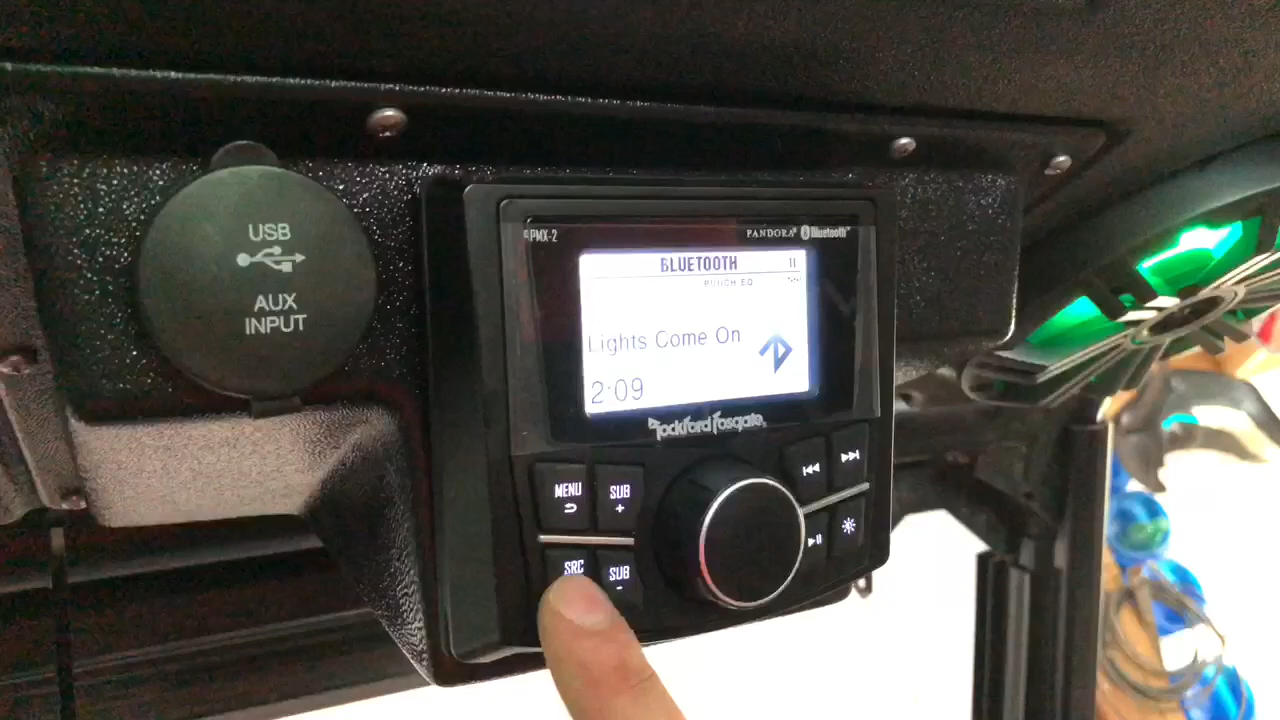 USB
AUX
INPUT
PMX-2
PANDORA® Bluetooth™
BLUETOOTH
PUNCH EQ
Lights Come On
2:09
Rockford Fosgate
MENU
SUB
+
SRC
SUB
-